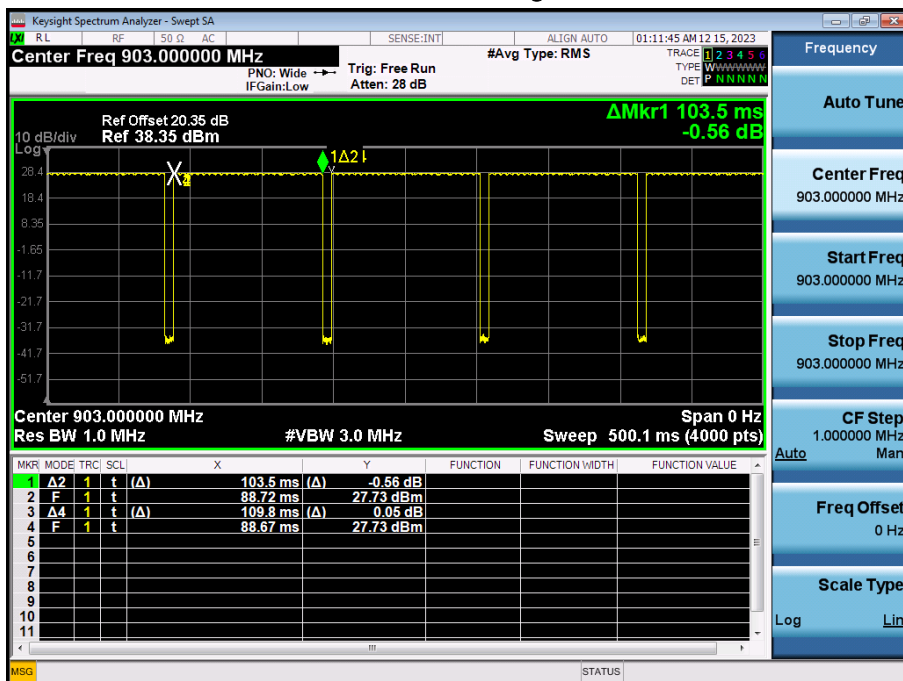 Keysight Spectrum Analyzer - Swept SA
LXI RL RF 50 Ω AC SENSE:INT ALIGN AUTO 01:11:45 AM 12 15, 2023
Center Freq 903.000000 MHz
PNO: Wide
IFGain:Low
Trig: Free Run
Atten: 28 dB
#Avg Type: RMS
TRACE 1 2 3 4 5 6
TYPE WWWWWWW
DET P NNNNN
ΔMkr1 103.5 ms
-0.56 dB
Ref Offset 20.35 dB
10 dB/div Ref 38.35 dBm
Log
1Δ2
28.4
18.4
8.35
-1.65
-11.7
-21.7
-31.7
-41.7
-51.7
Center 903.000000 MHz Span 0 Hz
Res BW 1.0 MHz #VBW 3.0 MHz Sweep 500.1 ms (4000 pts)
MKR MODE TRC SCL X Y FUNCTION FUNCTION WIDTH FUNCTION VALUE
1 Δ2 1 t (Δ) 103.5 ms (Δ) -0.56 dB
2 F 1 t 88.72 ms 27.73 dBm
3 Δ4 1 t (Δ) 109.8 ms (Δ) 0.05 dB
4 F 1 t 88.67 ms 27.73 dBm
5
6
7
8
9
10
11
MSG STATUS
Frequency
Auto Tune
Center Freq
903.000000 MHz
Start Freq
903.000000 MHz
Stop Freq
903.000000 MHz
CF Step
1.000000 MHz
Auto Man
Freq Offset
0 Hz
Scale Type
Log Lin